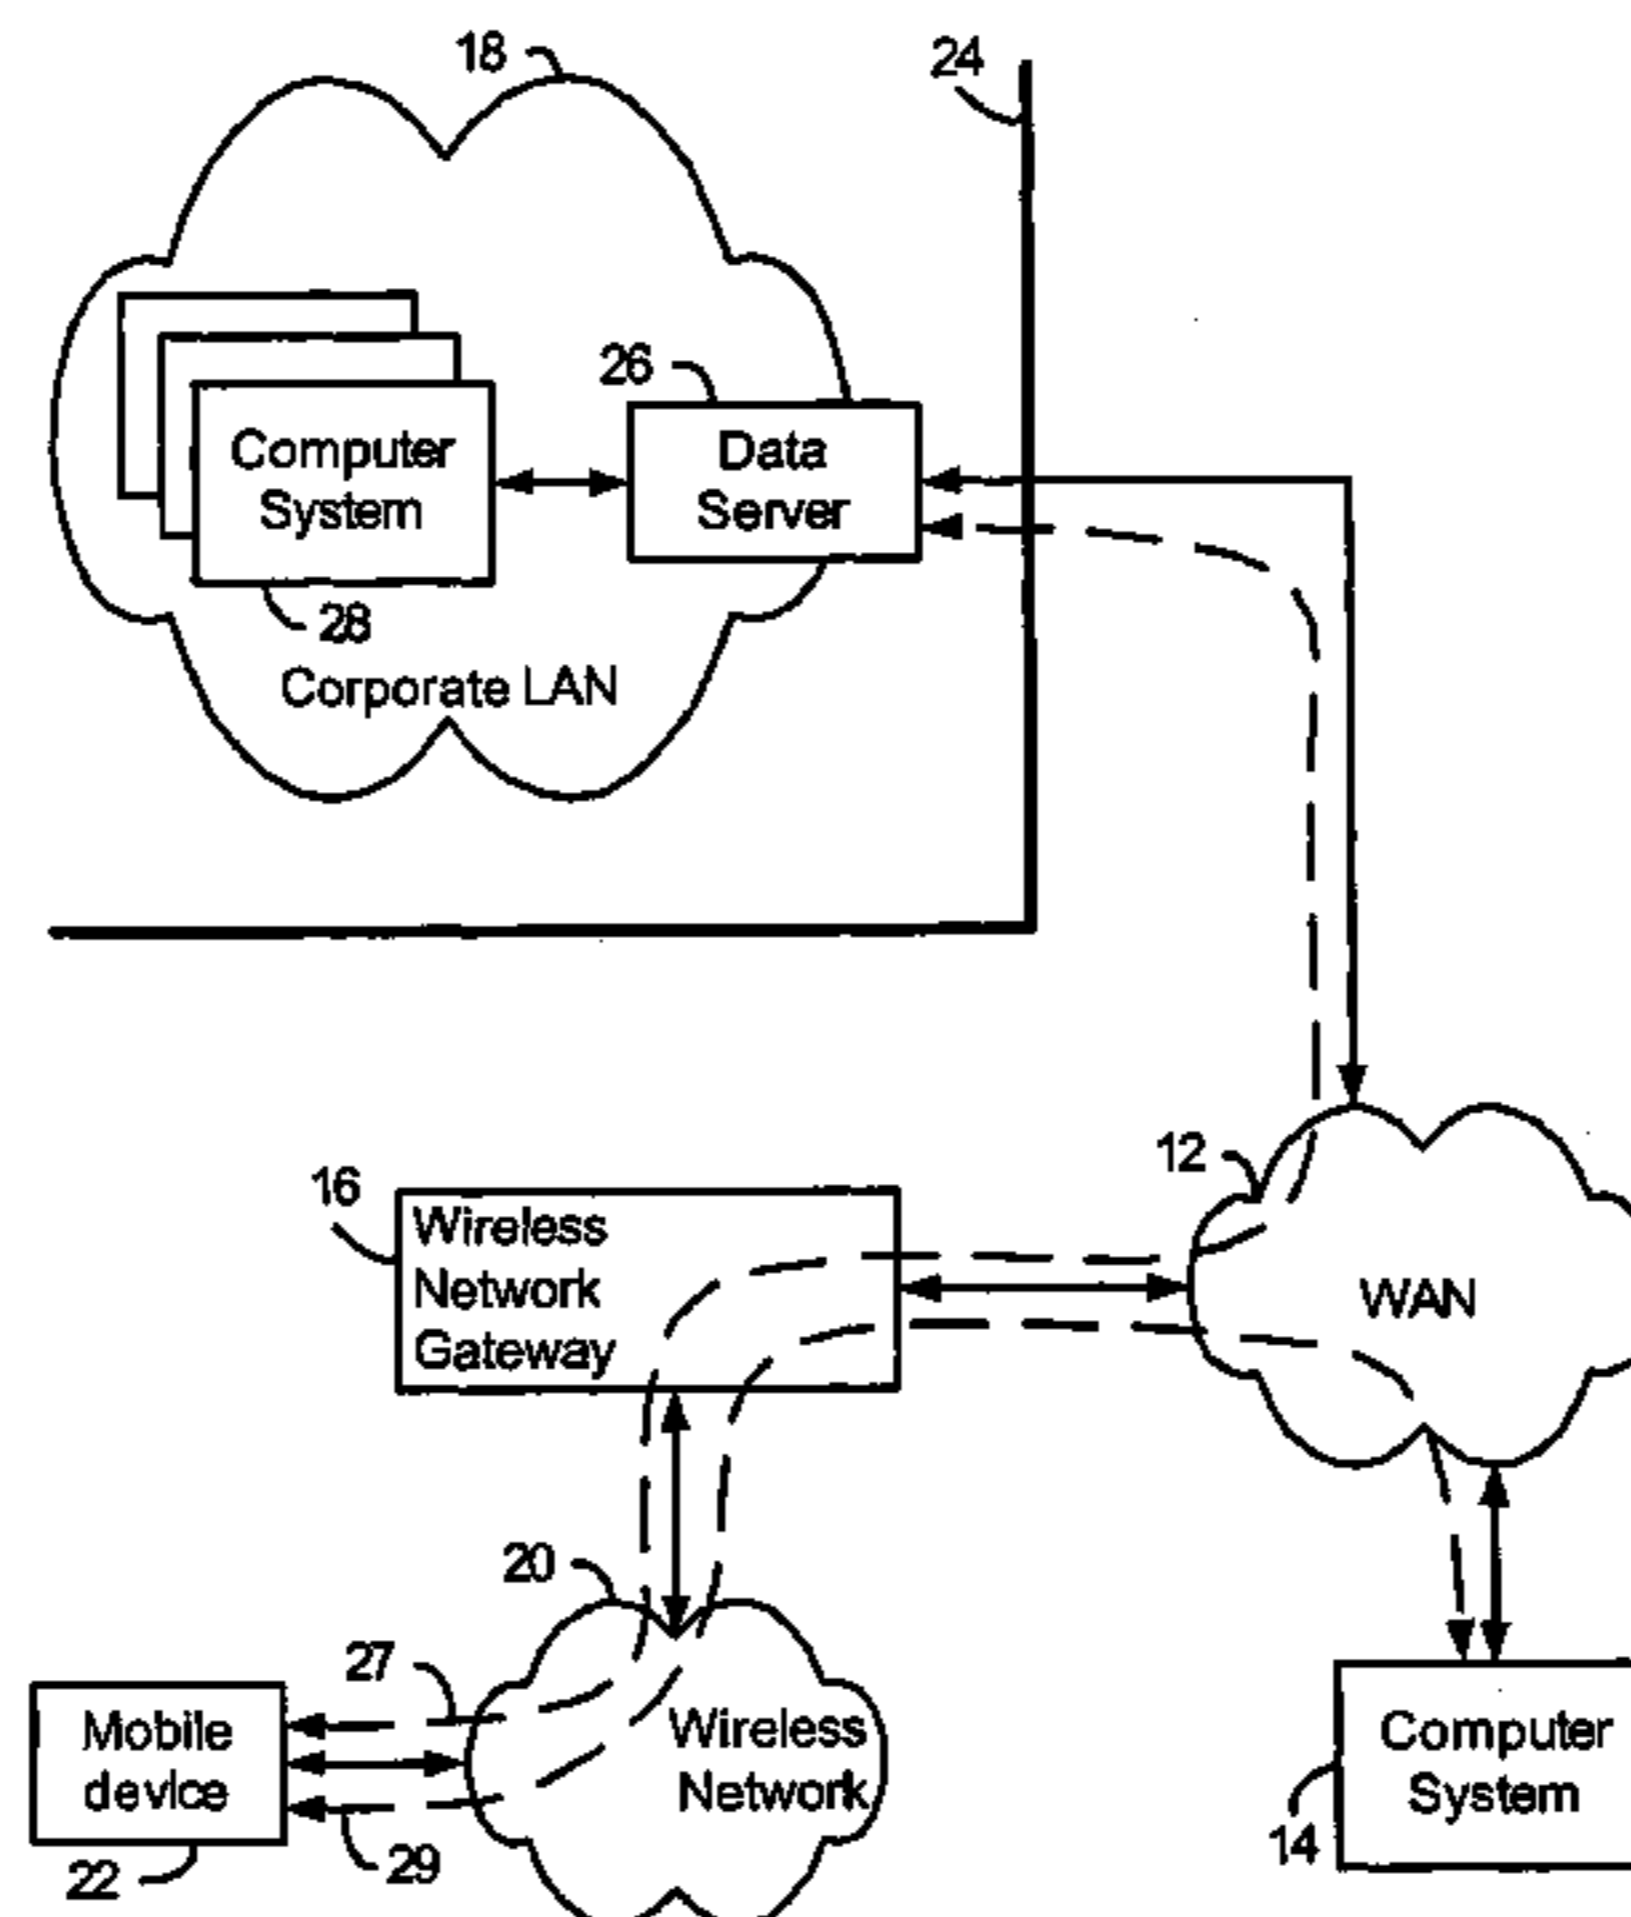 18
24
26
Computer
System
Data
Server
28
Corporate LAN
12
16
Wireless
Network
Gateway
WAN
20
27
Mobile
device
Wireless
Network
Computer
System
14
22
29